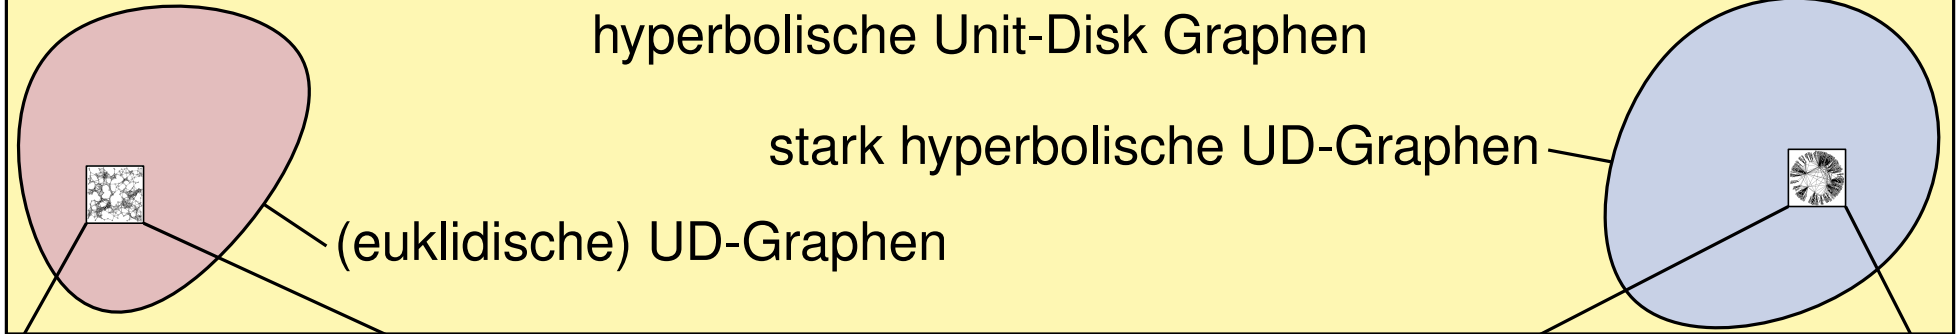 hyperbolische Unit-Disk Graphen
stark hyperbolische UD-Graphen
(euklidische) UD-Graphen